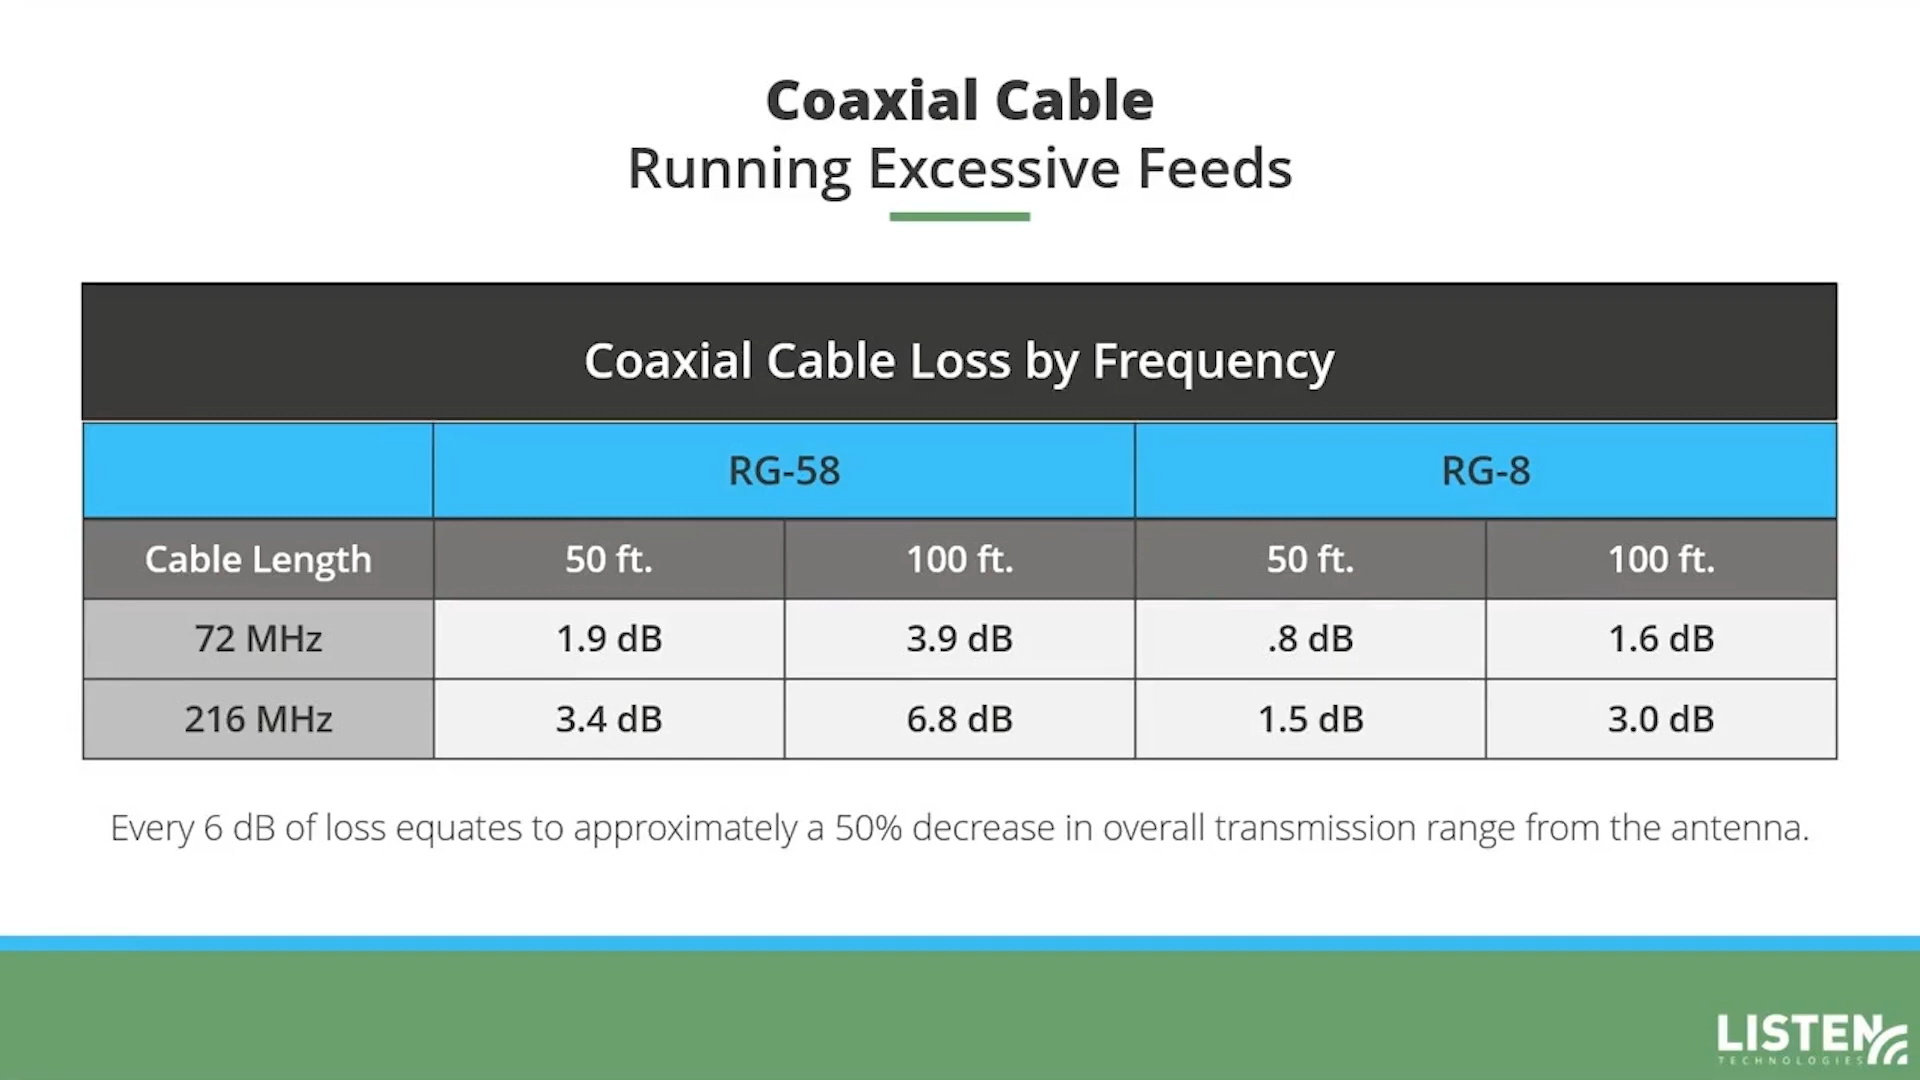 Coaxial Cable
Running Excessive Feeds
Coaxial Cable Loss by Frequency
RG-58 RG-8
Cable Length 50 ft. 100 ft. 50 ft. 100 ft.
72 MHz 1.9 dB 3.9 dB .8 dB 1.6 dB
216 MHz 3.4 dB 6.8 dB 1.5 dB 3.0 dB
Every 6 dB of loss equates to approximately a 50% decrease in overall transmission range from the antenna.
LISTEN
TECHNOLOGIES